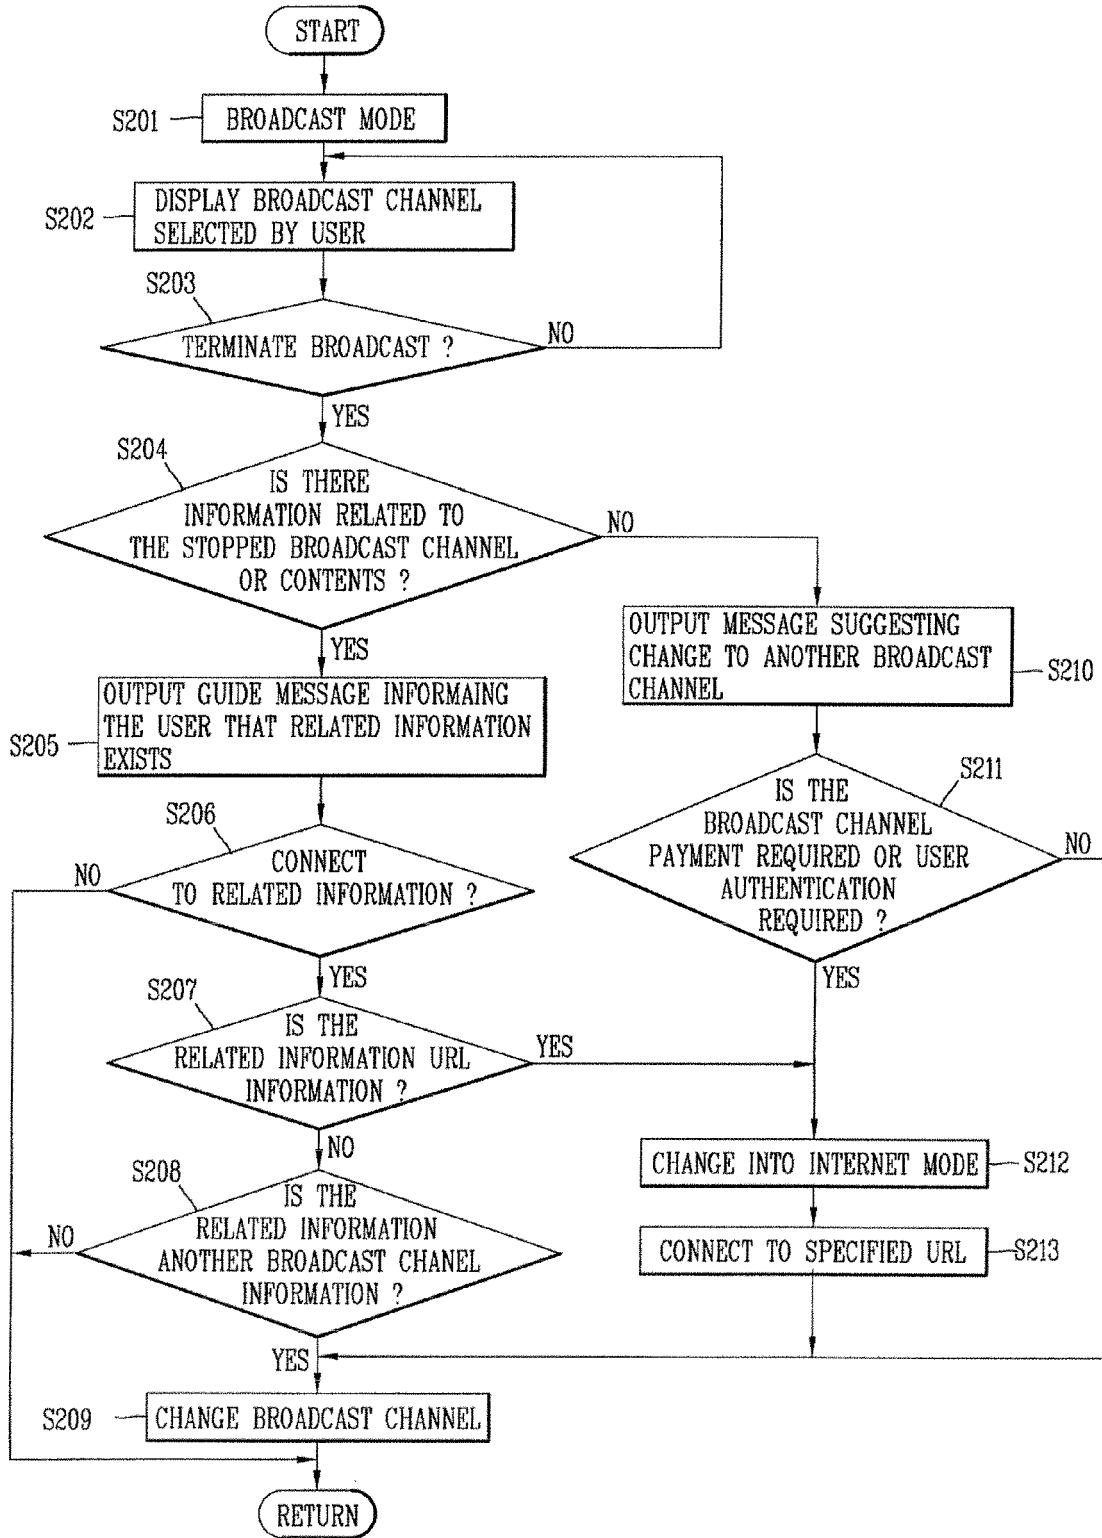 START
S201
BROADCAST MODE
S202
DISPLAY BROADCAST CHANNEL
SELECTED BY USER
S203
TERMINATE BROADCAST ?
NO
YES
S204
IS THERE
INFORMATION RELATED TO
THE STOPPED BROADCAST CHANNEL
OR CONTENTS ?
NO
YES
OUTPUT MESSAGE SUGGESTING
CHANGE TO ANOTHER BROADCAST
CHANNEL
S210
S205
OUTPUT GUIDE MESSAGE INFORMAING
THE USER THAT RELATED INFORMATION
EXISTS
S211
IS THE
BROADCAST CHANNEL
PAYMENT REQUIRED OR USER
AUTHENTICATION
REQUIRED ?
NO
YES
S206
CONNECT
TO RELATED INFORMATION ?
NO
YES
S207
IS THE
RELATED INFORMATION URL
INFORMATION ?
YES
NO
CHANGE INTO INTERNET MODE
S212
S208
IS THE
RELATED INFORMATION
ANOTHER BROADCAST CHANEL
INFORMATION ?
NO
YES
CONNECT TO SPECIFIED URL
S213
S209
CHANGE BROADCAST CHANNEL
RETURN